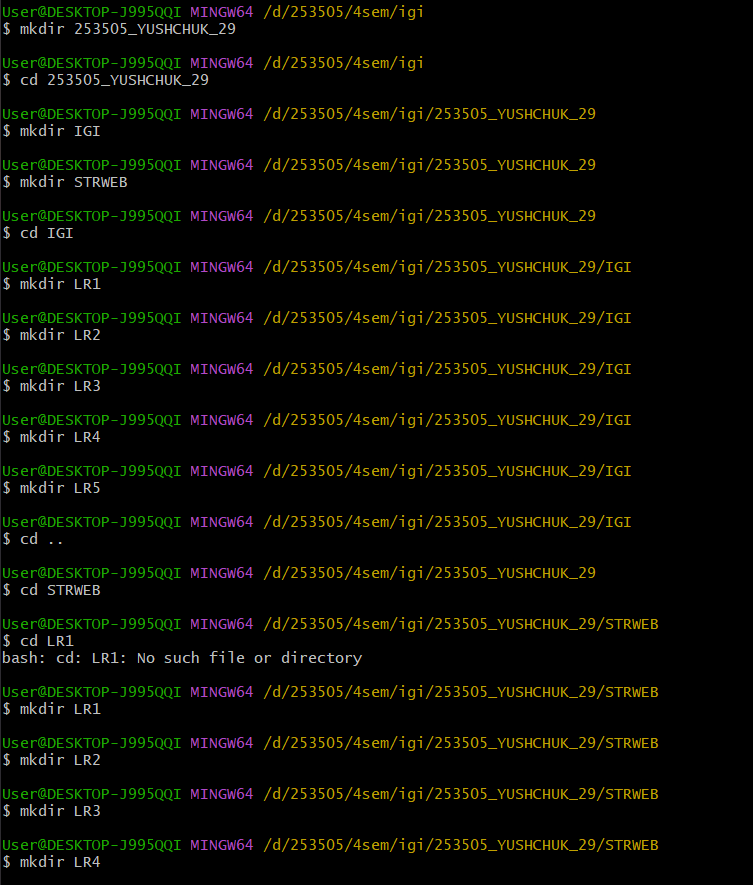 User@DESKTOP-J995QQI MINGW64 /d/253505/4sem/igi
$ mkdir 253505_YUSHCHUK_29
User@DESKTOP-J995QQI MINGW64 /d/253505/4sem/igi
$ cd 253505_YUSHCHUK_29
User@DESKTOP-J995QQI MINGW64 /d/253505/4sem/igi/253505_YUSHCHUK_29
$ mkdir IGI
User@DESKTOP-J995QQI MINGW64 /d/253505/4sem/igi/253505_YUSHCHUK_29
$ mkdir STRWEB
User@DESKTOP-J995QQI MINGW64 /d/253505/4sem/igi/253505_YUSHCHUK_29
$ cd IGI
User@DESKTOP-J995QQI MINGW64 /d/253505/4sem/igi/253505_YUSHCHUK_29/IGI
$ mkdir LR1
User@DESKTOP-J995QQI MINGW64 /d/253505/4sem/igi/253505_YUSHCHUK_29/IGI
$ mkdir LR2
User@DESKTOP-J995QQI MINGW64 /d/253505/4sem/igi/253505_YUSHCHUK_29/IGI
$ mkdir LR3
User@DESKTOP-J995QQI MINGW64 /d/253505/4sem/igi/253505_YUSHCHUK_29/IGI
$ mkdir LR4
User@DESKTOP-J995QQI MINGW64 /d/253505/4sem/igi/253505_YUSHCHUK_29/IGI
$ mkdir LR5
User@DESKTOP-J995QQI MINGW64 /d/253505/4sem/igi/253505_YUSHCHUK_29/IGI
$ cd ..
User@DESKTOP-J995QQI MINGW64 /d/253505/4sem/igi/253505_YUSHCHUK_29
$ cd STRWEB
User@DESKTOP-J995QQI MINGW64 /d/253505/4sem/igi/253505_YUSHCHUK_29/STRWEB
$ cd LR1
bash: cd: LR1: No such file or directory
User@DESKTOP-J995QQI MINGW64 /d/253505/4sem/igi/253505_YUSHCHUK_29/STRWEB
$ mkdir LR1
User@DESKTOP-J995QQI MINGW64 /d/253505/4sem/igi/253505_YUSHCHUK_29/STRWEB
$ mkdir LR2
User@DESKTOP-J995QQI MINGW64 /d/253505/4sem/igi/253505_YUSHCHUK_29/STRWEB
$ mkdir LR3
User@DESKTOP-J995QQI MINGW64 /d/253505/4sem/igi/253505_YUSHCHUK_29/STRWEB
$ mkdir LR4